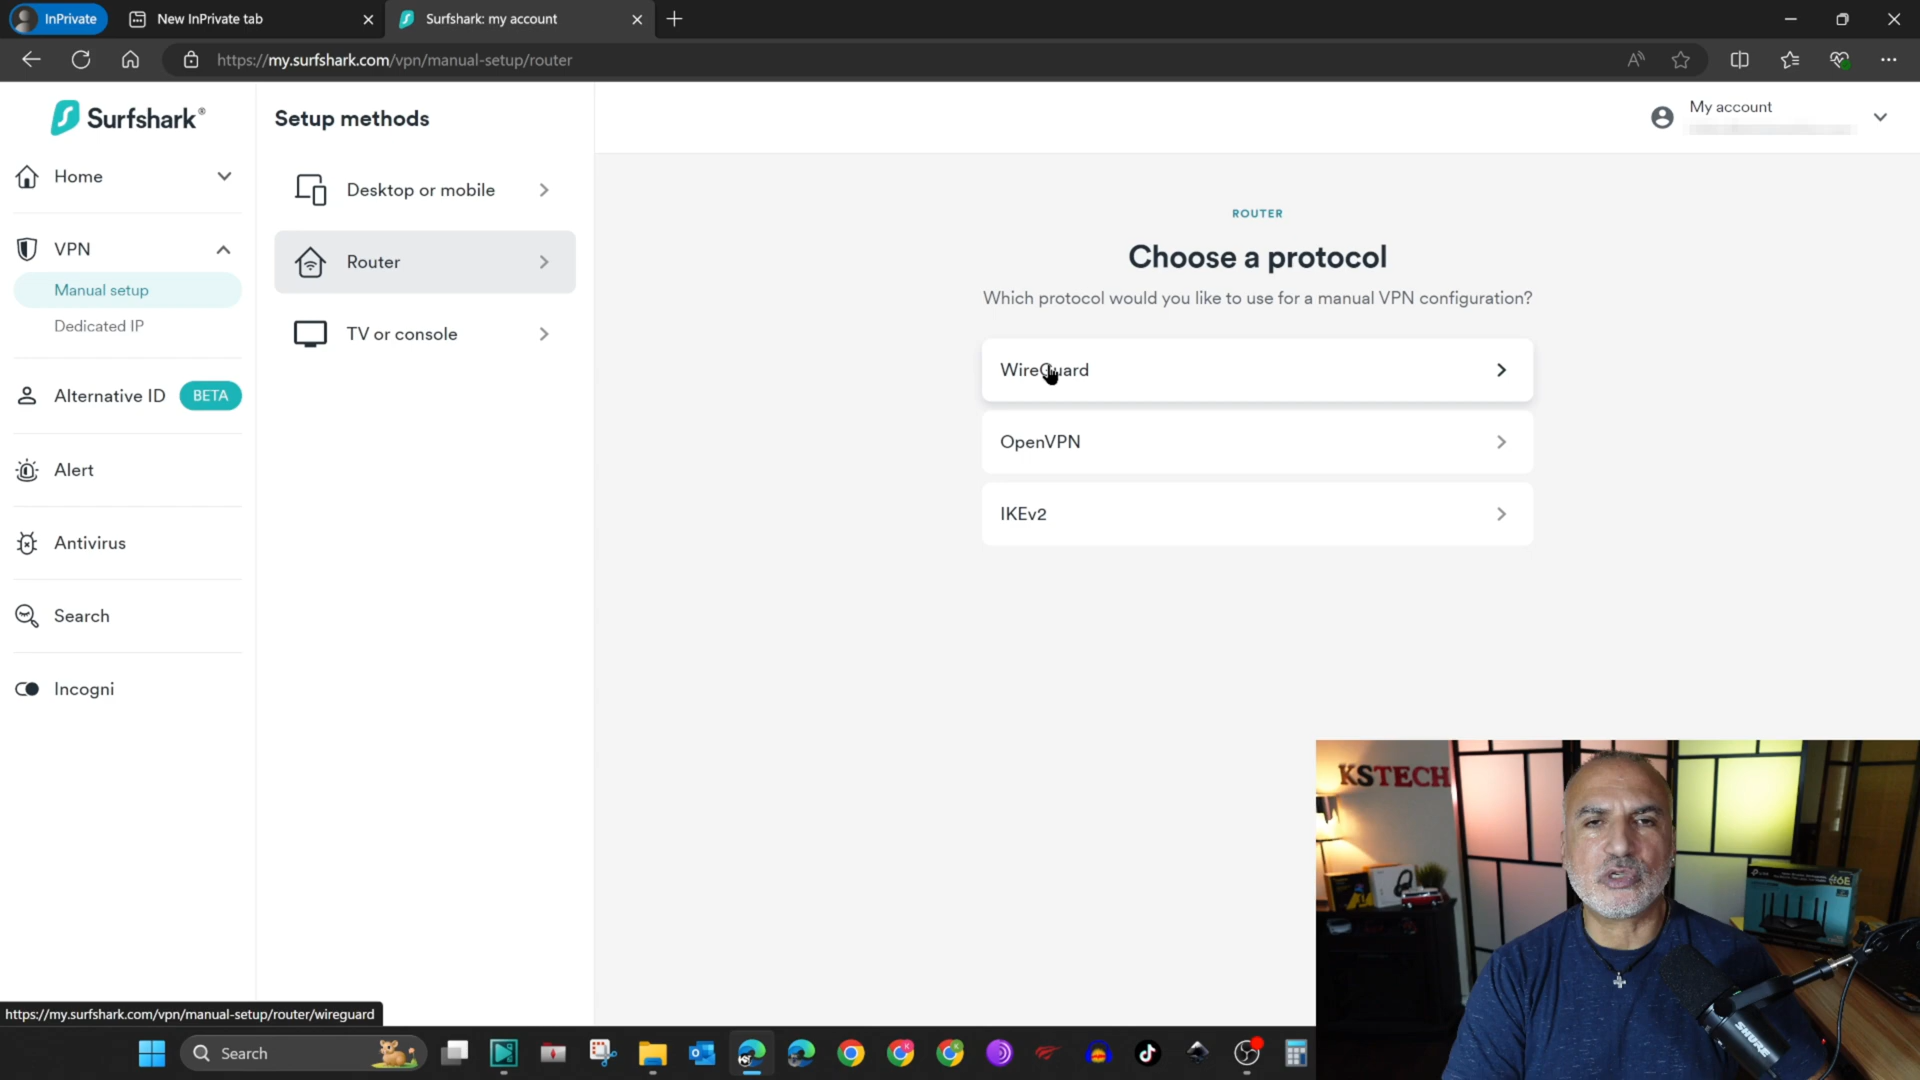 InPrivate
New InPrivate tab
Surfshark: my account
https://my.surfshark.com/vpn/manual-setup/router
Surfshark®
Home
VPN
Manual setup
Dedicated IP
Alternative ID BETA
Alert
Antivirus
Search
Incogni
Setup methods
Desktop or mobile
Router
TV or console
My account
ROUTER
Choose a protocol
Which protocol would you like to use for a manual VPN configuration?
WireGuard
OpenVPN
IKEv2
KSTECH
6E
SHURE
https://my.surfshark.com/vpn/manual-setup/router/wireguard
Search